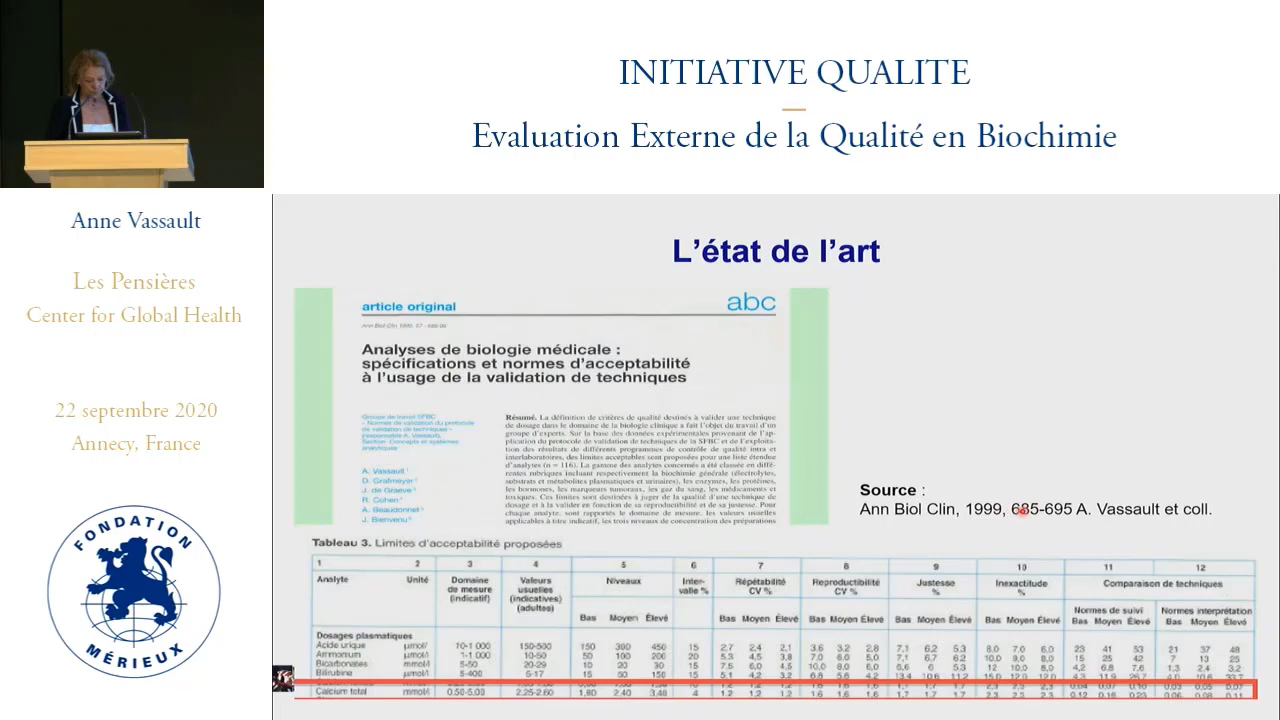 INITIATIVE QUALITE
Evaluation Externe de la Qualité en Biochimie
Anne Vassault
Les Pensières
Center for Global Health
22 septembre 2020
Annecy, France
FONDATION
MÉRIEUX
L’état de l’art
article original
abc
Ann Biol Clin 1999, 57 : 685-95
Analyses de biologie médicale :
spécifications et normes d’acceptabilité
à l’usage de la validation de techniques
Groupe de travail SFBC
- Normes de validation du protocole
de validation de techniques -
(responsable A. Vassault),
Section: Concepts et systèmes
analytiques
A. Vassault
D. Grafmeyer
J. de Graeve
R. Cohen
A. Beaudonnet
J. Bienvenu
Résumé. La définition de critères de qualité destinés à valider une technique
de dosage dans le domaine de la biologie clinique a fait l’objet du travail d’un
groupe d’experts. Sur la base des données expérimentales provenant de l’ap-
plication du protocole de validation de techniques de la SFBC et de l’exploita-
tion des résultats de différents programmes de contrôle de qualité intra et
interlaboratoires, des limites acceptables sont proposées pour une liste étendue
d’analytes (n = 116). La gamme des analytes concernés a été classée en diffé-
rentes rubriques incluant respectivement la biochimie générale (électrolytes,
substrats et métabolites plasmatiques et urinaires), les enzymes, les protéines,
les hormones, les marqueurs tumoraux, les gaz du sang, les médicaments et
toxiques. Ces limites sont destinées à juger de la qualité d’une technique de
dosage et à la valider en fonction de sa reproductibilité et de sa justesse. Pour
chaque analyte, sont rapportés le domaine de mesure, les valeurs usuelles
applicables à titre indicatif, les trois niveaux de concentration des préparations
Source :
Ann Biol Clin, 1999, 685-695 A. Vassault et coll.
Tableau 3. Limites d’acceptabilité proposées
1 2 3 4 5 6 7 8 9 10 11 12
Analyte Unité Domaine de mesure (indicatif) Valeurs usuelles (indicatives) (adultes) Niveaux Inter-valle % Répétabilité CV % Reproductibilité CV % Justesse % Inexactitude % Comparaison de techniques
Normes de suivi Normes interprétation
Bas Moyen Élevé Bas Moyen Élevé Bas Moyen Élevé Bas Moyen Élevé Bas Moyen Élevé Bas Moyen Élevé Bas Moyen Élevé
Dosages plasmatiques
Acide urique µmol/ 10-1 000 150-500 150 300 450 15 2,7 2,4 2,1 3,6 3,2 2,8 7,1 6,2 5,3 8,0 7,0 6,0 23 41 53 21 37 48
Ammonium µmol/ 1-1 000 10-50 50 100 200 20 5,3 4,5 3,8 7,0 6,0 5,0 7,1 6,7 6,2 10,0 9,0 8,0 15 25 42 7 13 25
Bicarbonates mmol/ 5-50 20-29 10 20 30 15 7,5 6,0 4,5 10,0 8,0 6,0 6,6 6 5,3 12 10,0 8,0 4,2 6,8 7,6 1,3 2,4 3,2
Bilirubine µmol/ 5-400 5-17 15 50 150 15 5,1 4,2 6,8 5,6 4,2 13,4 10,6 11,2 15,0 12,0 12,0 4,3 11,9 10,6
Calcium total mmol/l 0,50-5,00 2,25-2,60 1,80 2,40 3,40 4 1,2 1,2 1,2 1,6 1,6 1,6 1,7 1,7 1,7 2,3 2,3 2,3 0,12 0,16 0,23 0,06 0,08 0,11